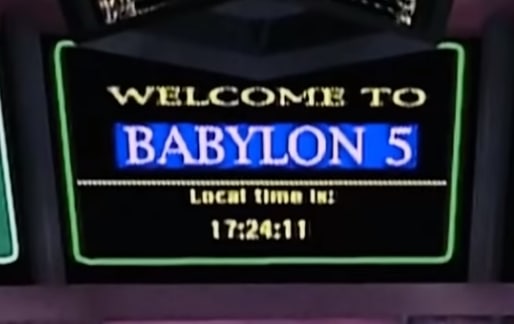 WELCOME TO
BABYLON 5
Local time is:
17:24:11